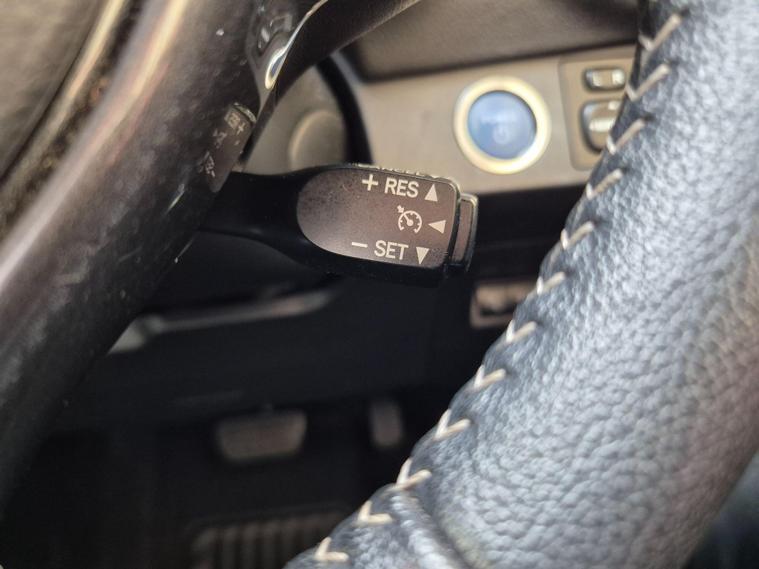 + RES
− SET